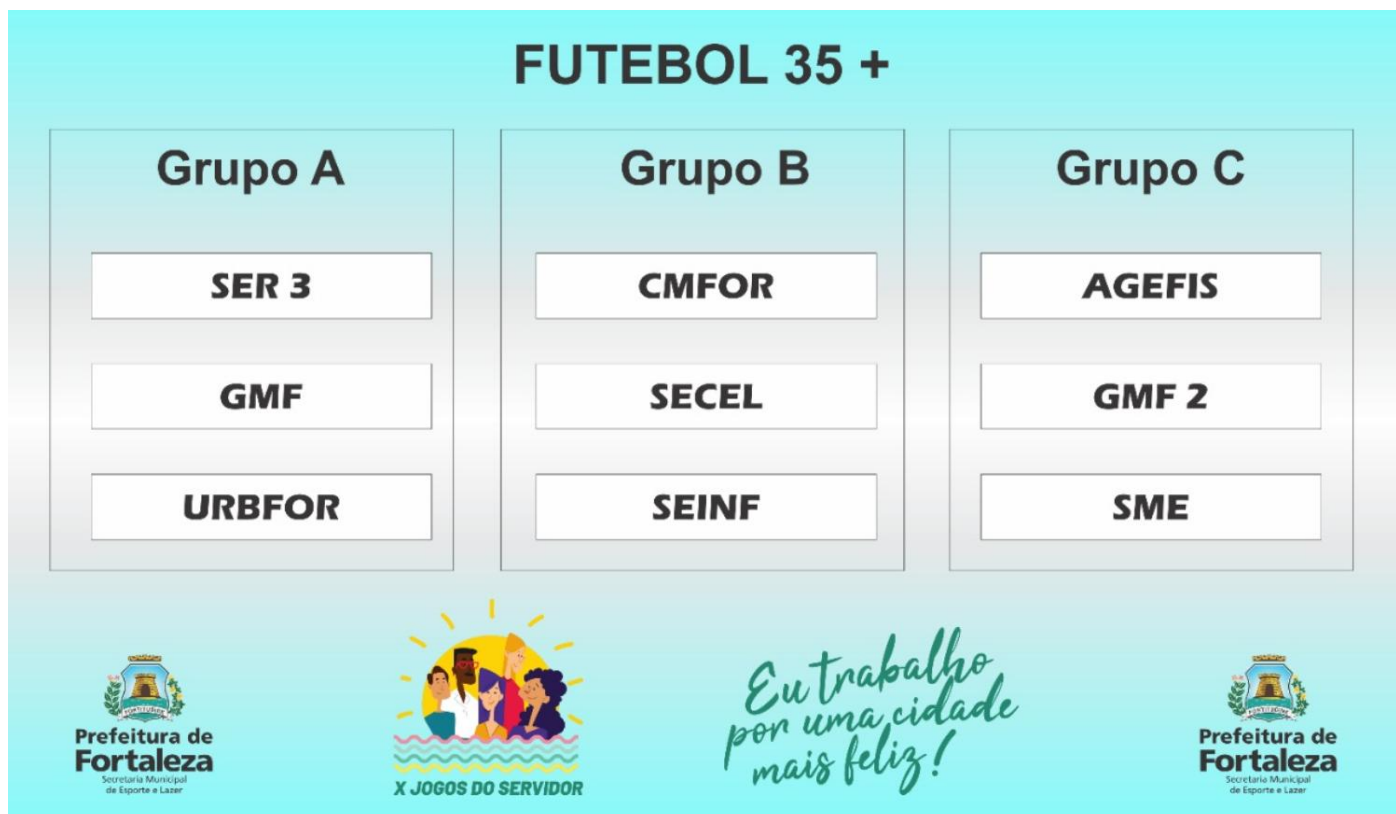 FUTEBOL 35 +
Grupo A
SER 3
GMF
URBFOR
Grupo B
CMFOR
SECEL
SEINF
Grupo C
AGEFIS
GMF 2
SME
Prefeitura de
Fortaleza
Secretaria Municipal
de Esporte e Lazer
X JOGOS DO SERVIDOR
Eu trabalho
por uma cidade
mais feliz!
Prefeitura de
Fortaleza
Secretaria Municipal
de Esporte e Lazer